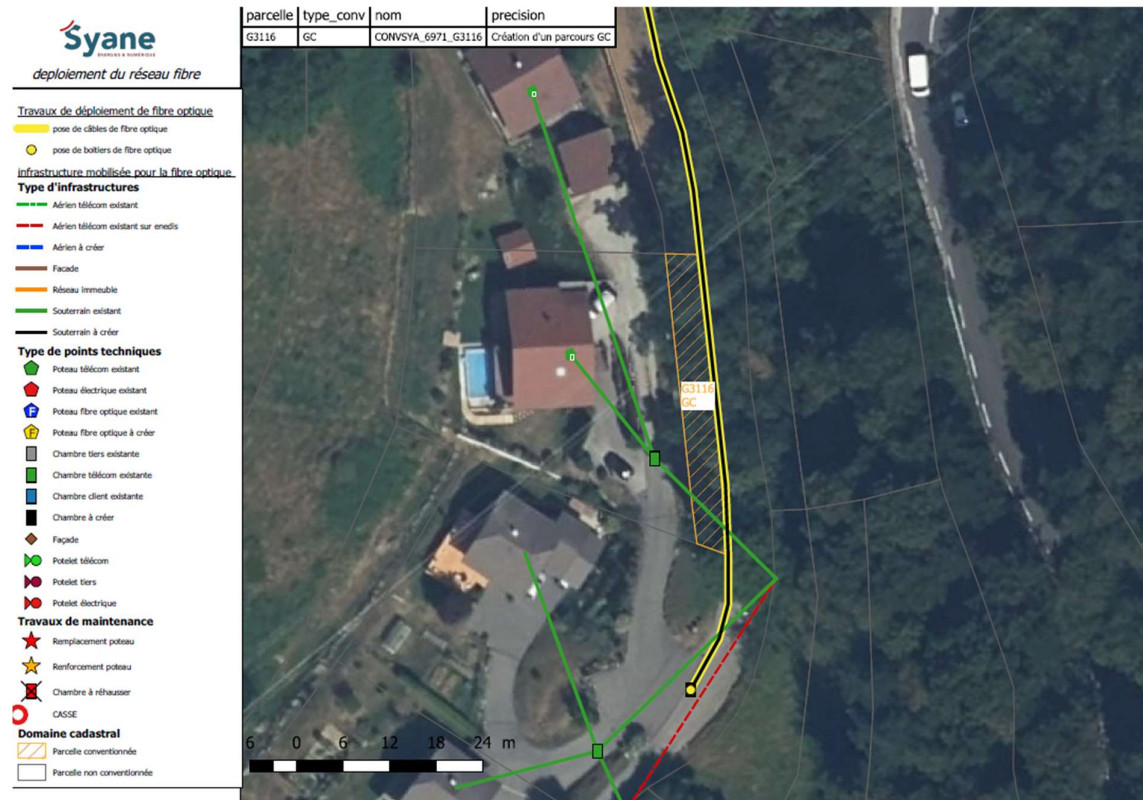 Syane
ÉNERGIES & NUMÉRIQUE
deploiement du réseau fibre
parcelle type_conv nom precision
G3116 GC CONVSYA_6971_G3116 Création d'un parcours GC
Travaux de déploiement de fibre optique
pose de câbles de fibre optique
pose de boitiers de fibre optique
infrastructure mobilisée pour la fibre optique
Type d'infrastructures
Aérien télécom existant
Aérien télécom existant sur enedis
Aérien à créer
Facade
Réseau immeuble
Souterrain existant
Souterrain à créer
Type de points techniques
Poteau télécom existant
Poteau électrique existant
F Poteau fibre optique existant
F Poteau fibre optique à créer
Chambre tiers existante
Chambre télécom existante
Chambre client existante
Chambre à créer
Façade
Potelet télécom
Potelet tiers
Potelet électrique
Travaux de maintenance
Remplacement poteau
Renforcement poteau
Chambre à réhausser
CASSE
Domaine cadastral
Parcelle conventionnée
Parcelle non conventionnée
G3116
GC
6 0 6 12 18 24 m